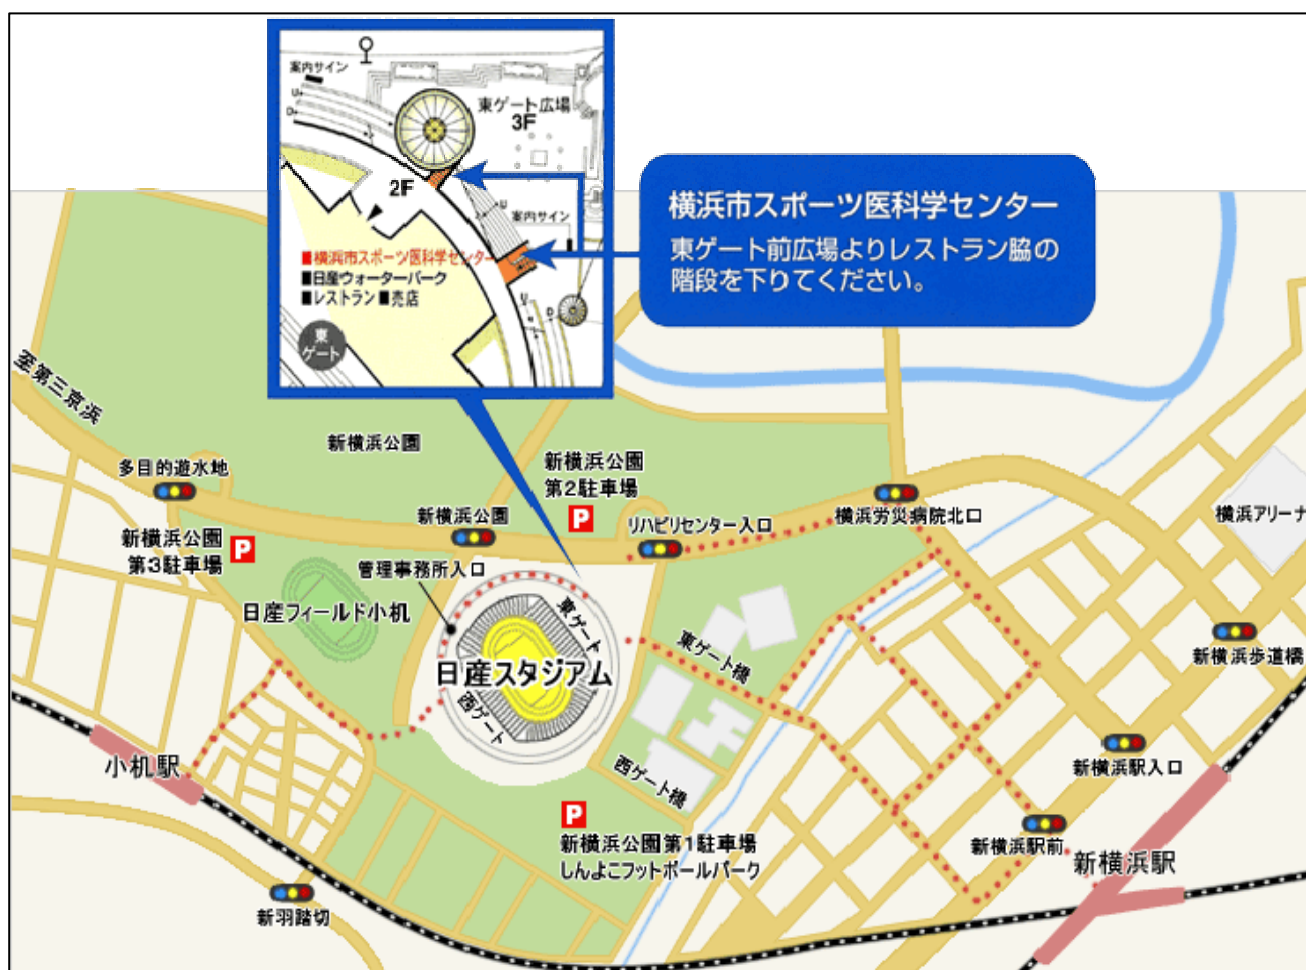 案内サイン
東ゲート広場
3F
U
D
2F
U
案内サイン
■横浜市スポーツ医科学センター
■日産ウォーターパーク
■レストラン■売店
U
D
東
ゲート
横浜市スポーツ医科学センター
東ゲート前広場よりレストラン脇の
階段を下りてください。
至第三京浜
新横浜公園
多目的遊水地
新横浜公園
第2駐車場
P
新横浜公園
リハビリセンター入口
横浜労災病院北口
横浜アリーナ
新横浜公園
第3駐車場
P
管理事務所入口
日産フィールド小机
東ゲート
日産スタジアム
西ゲート
東ゲート橋
新横浜歩道橋
小机駅
西ゲート橋
新横浜駅入口
P
新横浜公園第1駐車場
しんよこフットボールパーク
新横浜駅前
新横浜駅
新羽踏切